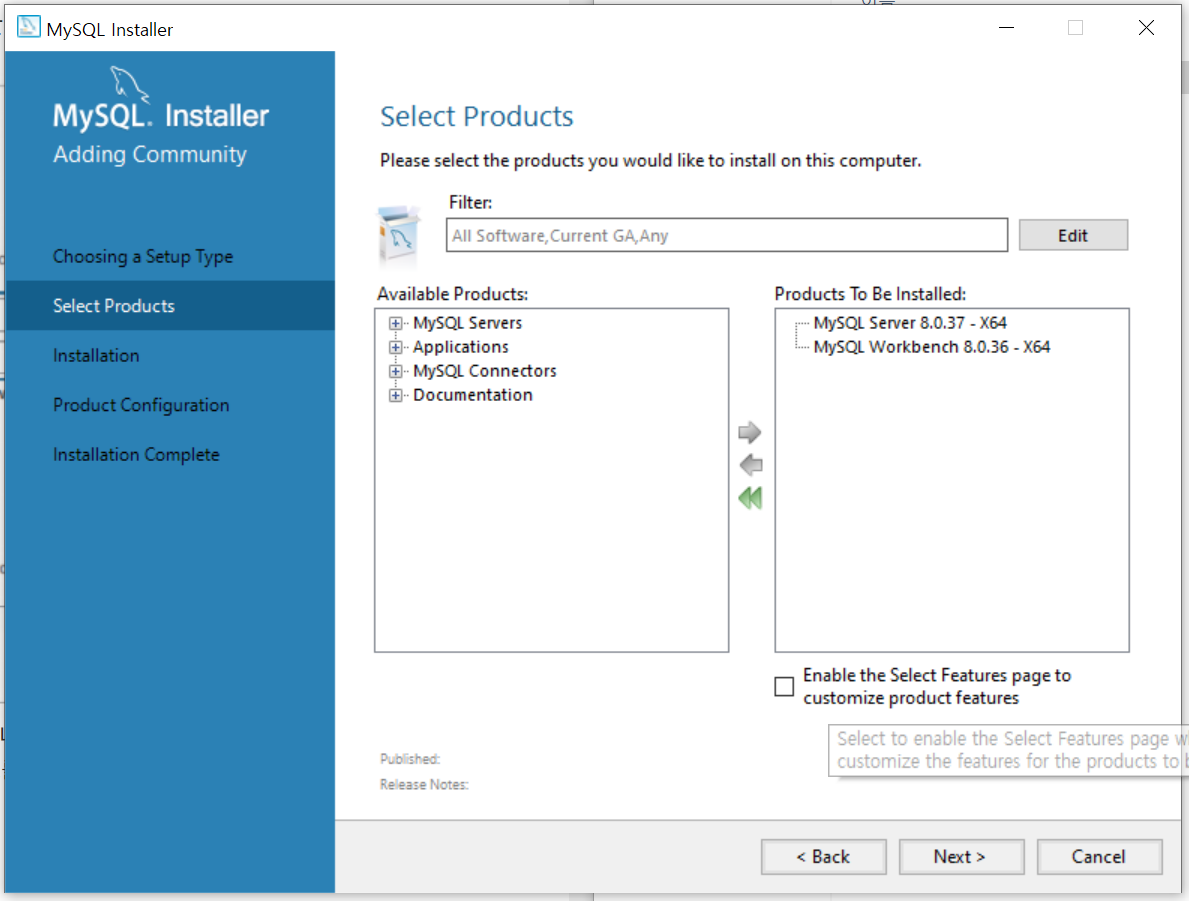 MySQL Installer
MySQL. Installer
Adding Community
Choosing a Setup Type
Select Products
Installation
Product Configuration
Installation Complete
Select Products
Please select the products you would like to install on this computer.
Filter:
All Software,Current GA,Any
Edit
Available Products:
MySQL Servers
Applications
MySQL Connectors
Documentation
Products To Be Installed:
MySQL Server 8.0.37 - X64
MySQL Workbench 8.0.36 - X64
Enable the Select Features page to
customize product features
Select to enable the Select Features page
customize the features for the products to
Published:
Release Notes:
< Back
Next >
Cancel